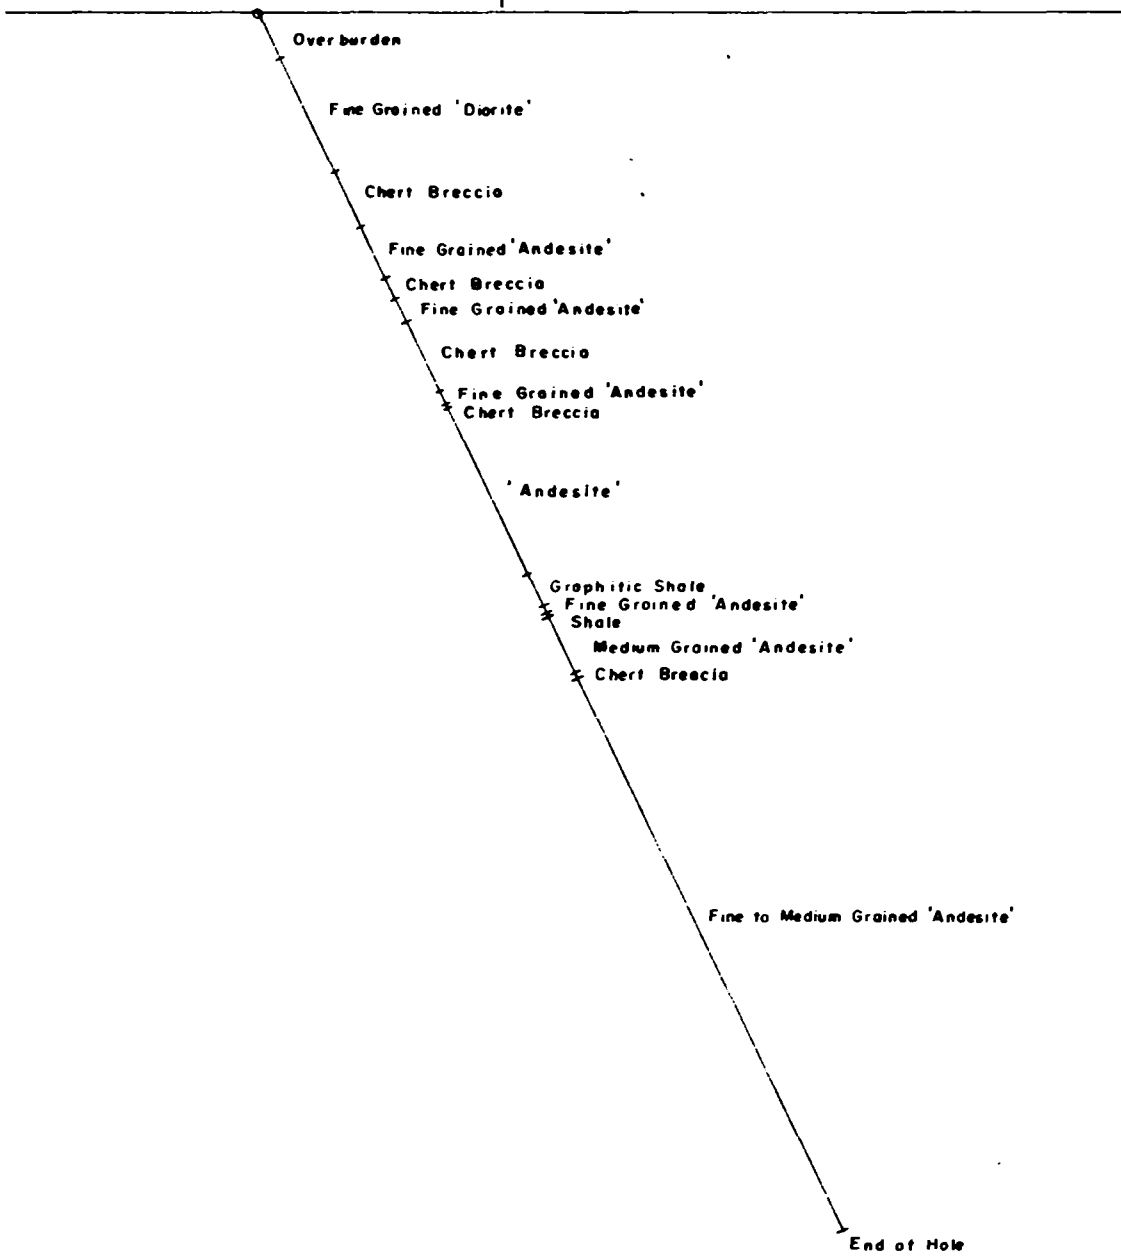 Overburden
Fine Grained 'Diorite'
Chert Breccia
Fine Grained 'Andesite'
Chert Breccia
Fine Grained 'Andesite'
Chert Breccia
Fine Grained 'Andesite'
Chert Breccia
'Andesite'
Graphitic Shale
Fine Grained 'Andesite'
Shale
Medium Grained 'Andesite'
Chert Breccia
Fine to Medium Grained 'Andesite'
End of Hole